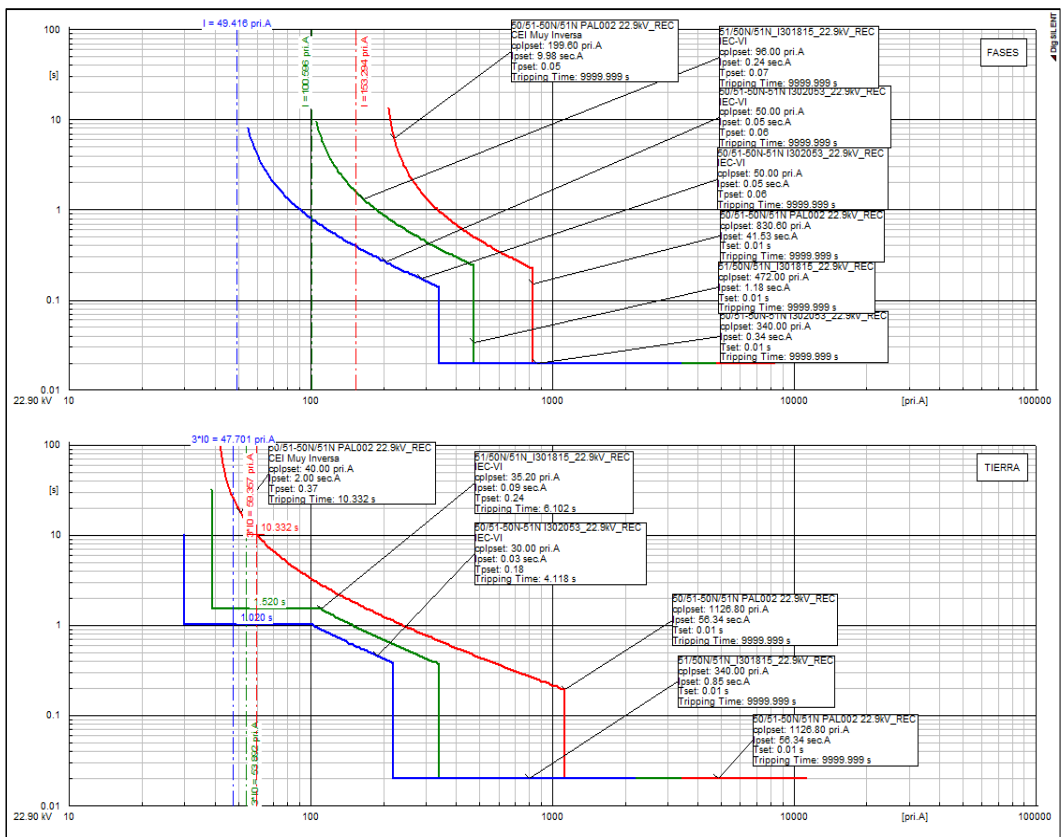 I = 49.416 pri.A
I = 100.596 pri.A
I = 153.294 pri.A
DIgSILENT
FASES
100
[s]
10
1
0.1
0.01
22.90 kV
10
100
1000
10000
[pri.A]
100000
50/51-50N/51N PAL002 22.9kV_REC
CEI Muy Inversa
cpIpset: 199.60 pri.A
Ipset: 9.98 sec.A
Tpset: 0.05
Tripping Time: 9999.999 s
51/50N/51N_I301815_22.9kV_REC
IEC-VI
cpIpset: 96.00 pri.A
Ipset: 0.24 sec.A
Tpset: 0.07
Tripping Time: 9999.999 s
50/51-50N-51N I302053_22.9kV_REC
IEC-VI
cpIpset: 50.00 pri.A
Ipset: 0.05 sec.A
Tpset: 0.06
Tripping Time: 9999.999 s
50/51-50N-51N I302053_22.9kV_REC
IEC-VI
cpIpset: 50.00 pri.A
Ipset: 0.05 sec.A
Tpset: 0.06
Tripping Time: 9999.999 s
50/51-50N/51N PAL002 22.9kV_REC
cpIpset: 830.60 pri.A
Ipset: 41.53 sec.A
Tset: 0.01 s
Tripping Time: 9999.999 s
51/50N/51N_I301815_22.9kV_REC
cpIpset: 472.00 pri.A
Ipset: 1.18 sec.A
Tset: 0.01 s
Tripping Time: 9999.999 s
50/51-50N-51N I302053_22.9kV_REC
cpIpset: 340.00 pri.A
Ipset: 0.34 sec.A
Tset: 0.01 s
Tripping Time: 9999.999 s
3*I0 = 47.701 pri.A
3*I0 = 59.357 pri.A
3*I0 = 53.892 pri.A
TIERRA
100
[s]
10
1
0.1
0.01
22.90 kV
10
100
1000
10000
[pri.A]
100000
10.332 s
1.520 s
1.020 s
50/51-50N/51N PAL002 22.9kV_REC
CEI Muy Inversa
cpIpset: 40.00 pri.A
Ipset: 2.00 sec.A
Tpset: 0.37
Tripping Time: 10.332 s
51/50N/51N_I301815_22.9kV_REC
IEC-VI
cpIpset: 35.20 pri.A
Ipset: 0.09 sec.A
Tpset: 0.24
Tripping Time: 6.102 s
50/51-50N-51N I302053_22.9kV_REC
IEC-VI
cpIpset: 30.00 pri.A
Ipset: 0.03 sec.A
Tpset: 0.18
Tripping Time: 4.118 s
50/51-50N/51N PAL002 22.9kV_REC
cpIpset: 1126.80 pri.A
Ipset: 56.34 sec.A
Tset: 0.01 s
Tripping Time: 9999.999 s
51/50N/51N_I301815_22.9kV_REC
cpIpset: 340.00 pri.A
Ipset: 0.85 sec.A
Tset: 0.01 s
Tripping Time: 9999.999 s
50/51-50N/51N PAL002 22.9kV_REC
cpIpset: 1126.80 pri.A
Ipset: 56.34 sec.A
Tset: 0.01 s
Tripping Time: 9999.999 s